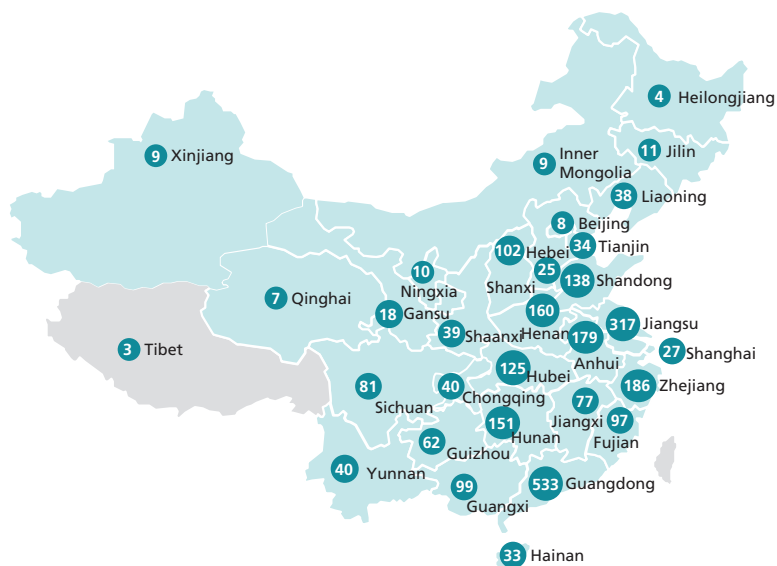 4 Heilongjiang
9 Xinjiang
11 Jilin
9 Inner
Mongolia
38 Liaoning
8 Beijing
102 Hebei
34 Tianjin
25
Shanxi
138 Shandong
10
Ningxia
7 Qinghai
18 Gansu
39 Shaanxi
160
Henan
317 Jiangsu
179
Anhui
3 Tibet
27 Shanghai
125 Hubei
186 Zhejiang
81
Sichuan
40
Chongqing
77
Jiangxi
97
Fujian
151
Hunan
62
Guizhou
40 Yunnan
99
Guangxi
533 Guangdong
33 Hainan